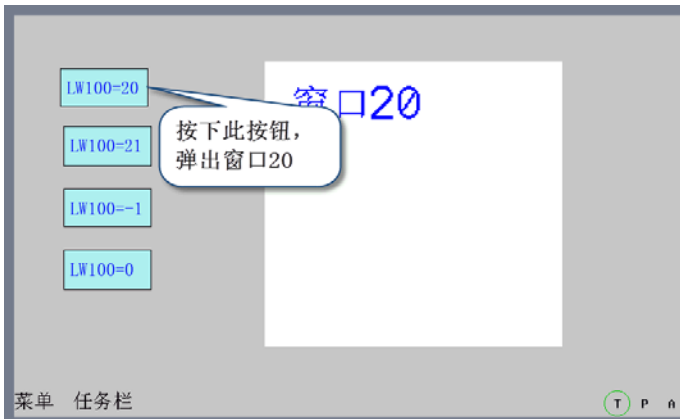 LW100=20
窗口20
按下此按钮，
弹出窗口20
LW100=21
LW100=-1
LW100=0
菜单 任务栏
T P A